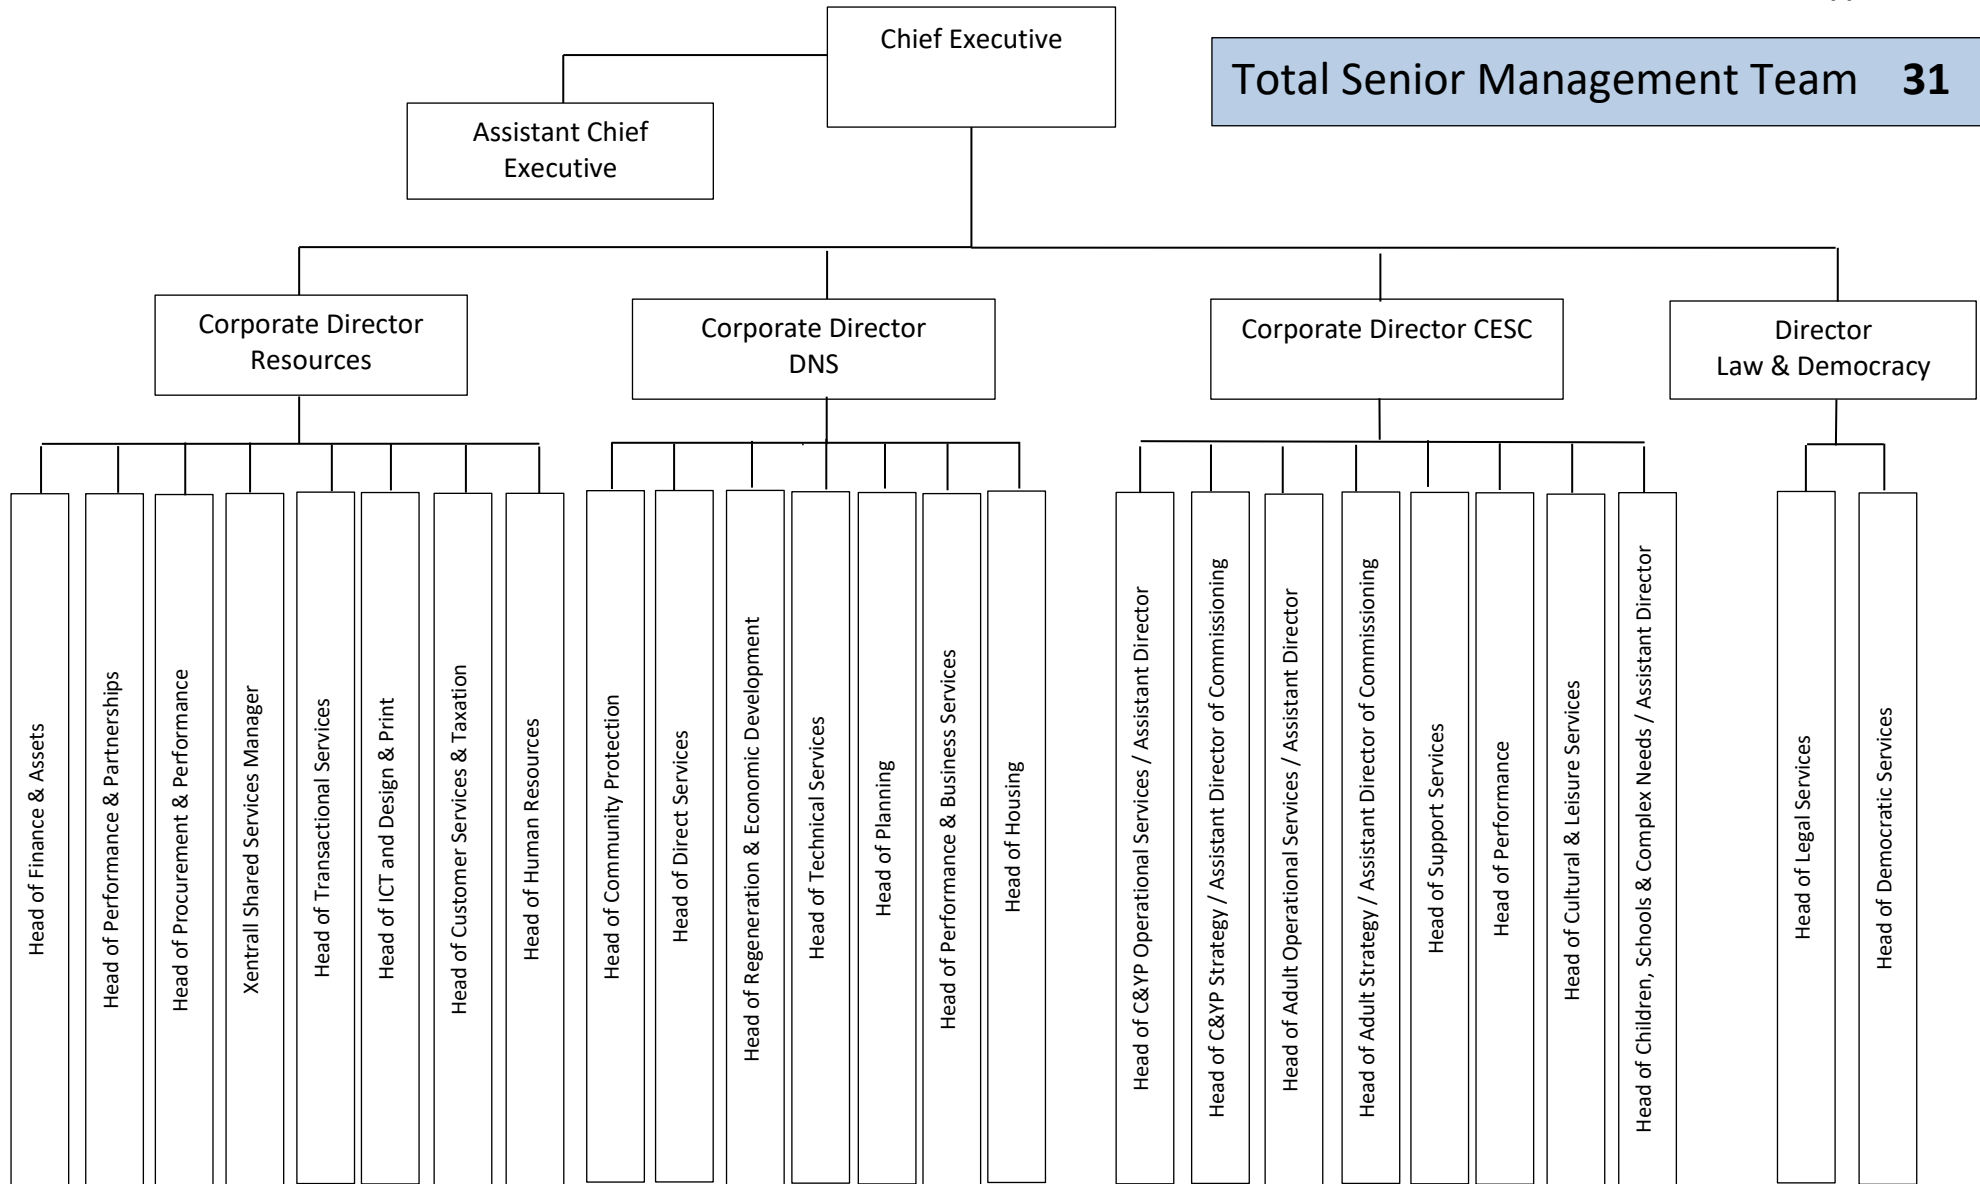 Chief Executive
Total Senior Management Team 31
Assistant Chief
Executive
Corporate Director
Resources
Corporate Director
DNS
Corporate Director CESC
Director
Law & Democracy
Head of Finance & Assets
Head of Performance & Partnerships
Head of Procurement & Performance
Xentrall Shared Services Manager
Head of Transactional Services
Head of ICT and Design & Print
Head of Customer Services & Taxation
Head of Human Resources
Head of Community Protection
Head of Direct Services
Head of Regeneration & Economic Development
Head of Technical Services
Head of Planning
Head of Performance & Business Services
Head of Housing
Head of C&YP Operational Services / Assistant Director
Head of C&YP Strategy / Assistant Director of Commissioning
Head of Adult Operational Services / Assistant Director
Head of Adult Strategy / Assistant Director of Commissioning
Head of Support Services
Head of Performance
Head of Cultural & Leisure Services
Head of Children, Schools & Complex Needs / Assistant Director
Head of Legal Services
Head of Democratic Services